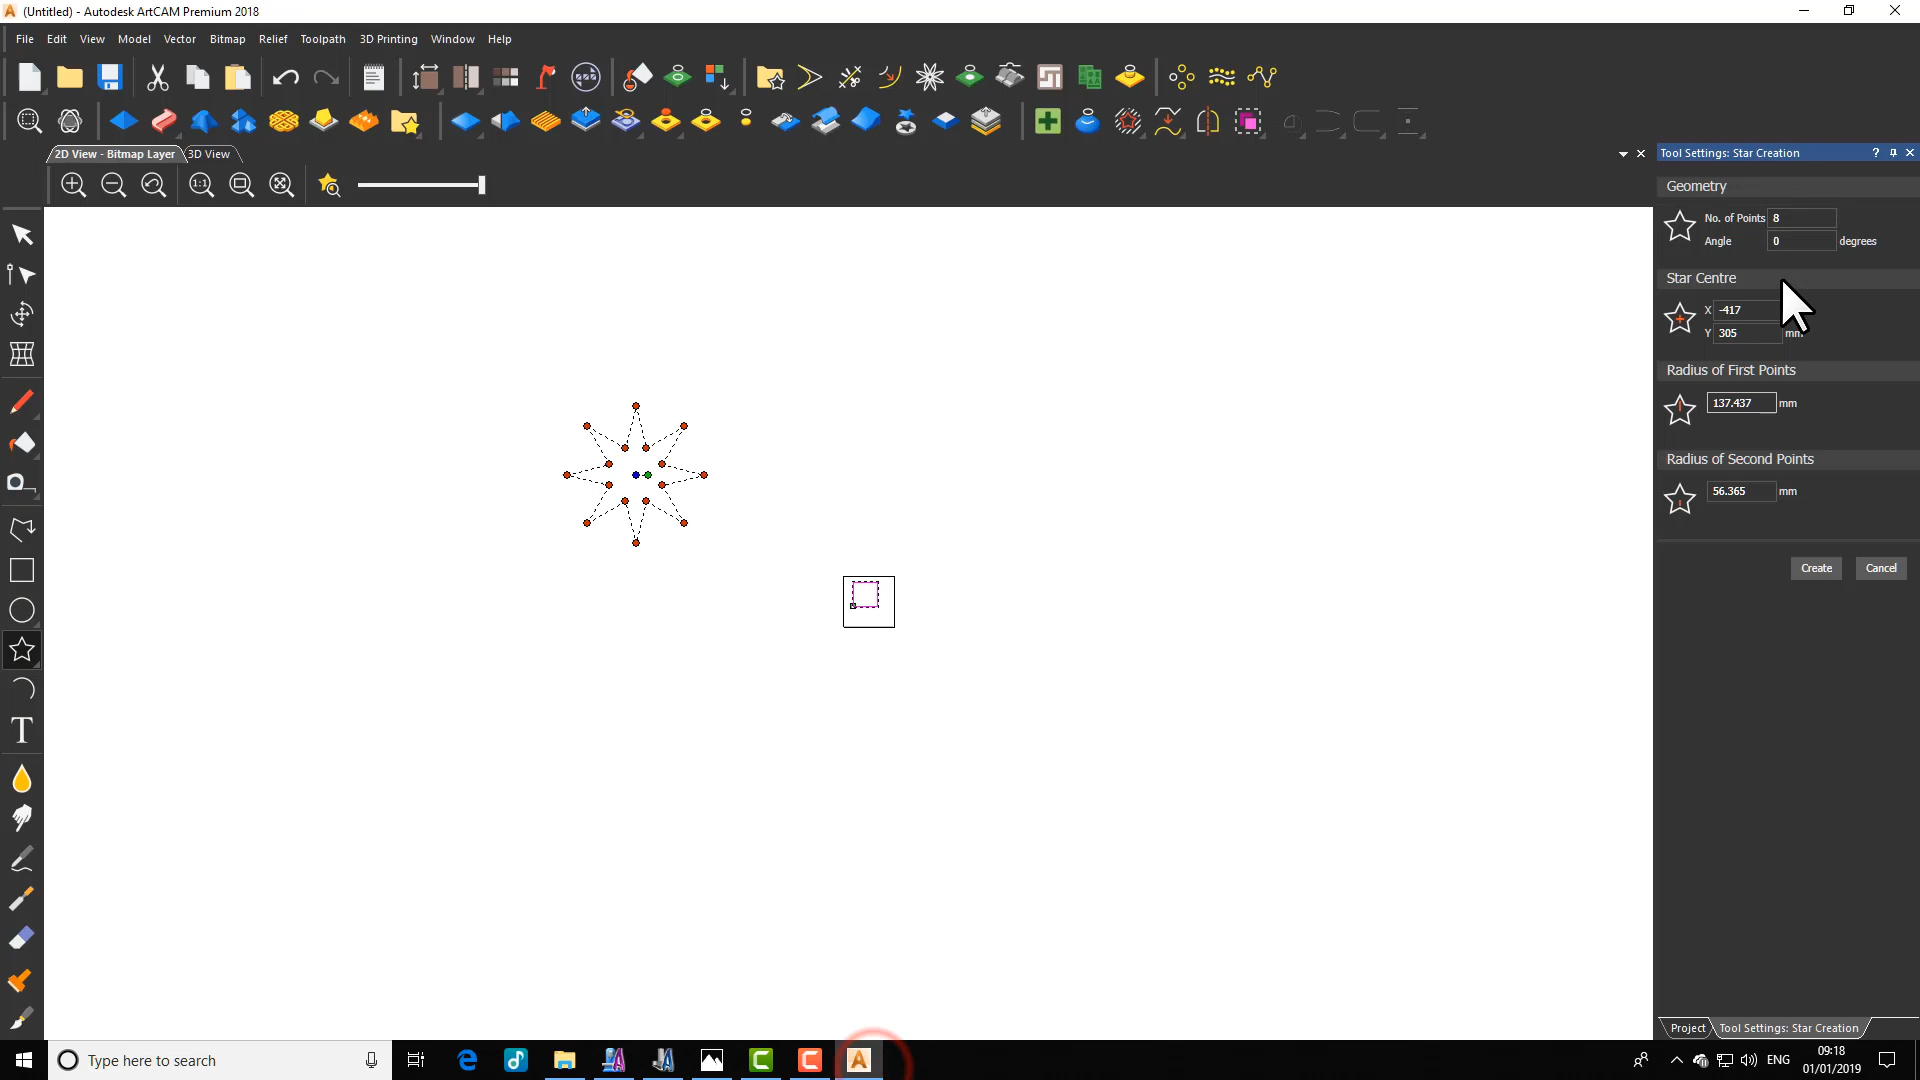 (Untitled) - Autodesk ArtCAM Premium 2018
File Edit View Model Vector Bitmap Relief Toolpath 3D Printing Window Help
2D View - Bitmap Layer 3D View
1:1
T
Tool Settings: Star Creation
Geometry
No. of Points 8
Angle 0 degrees
Star Centre
X -417
Y 305 mm
Radius of First Points
137.437 mm
Radius of Second Points
56.365 mm
Create Cancel
Project Tool Settings: Star Creation
Type here to search
ENG
09:18
01/01/2019